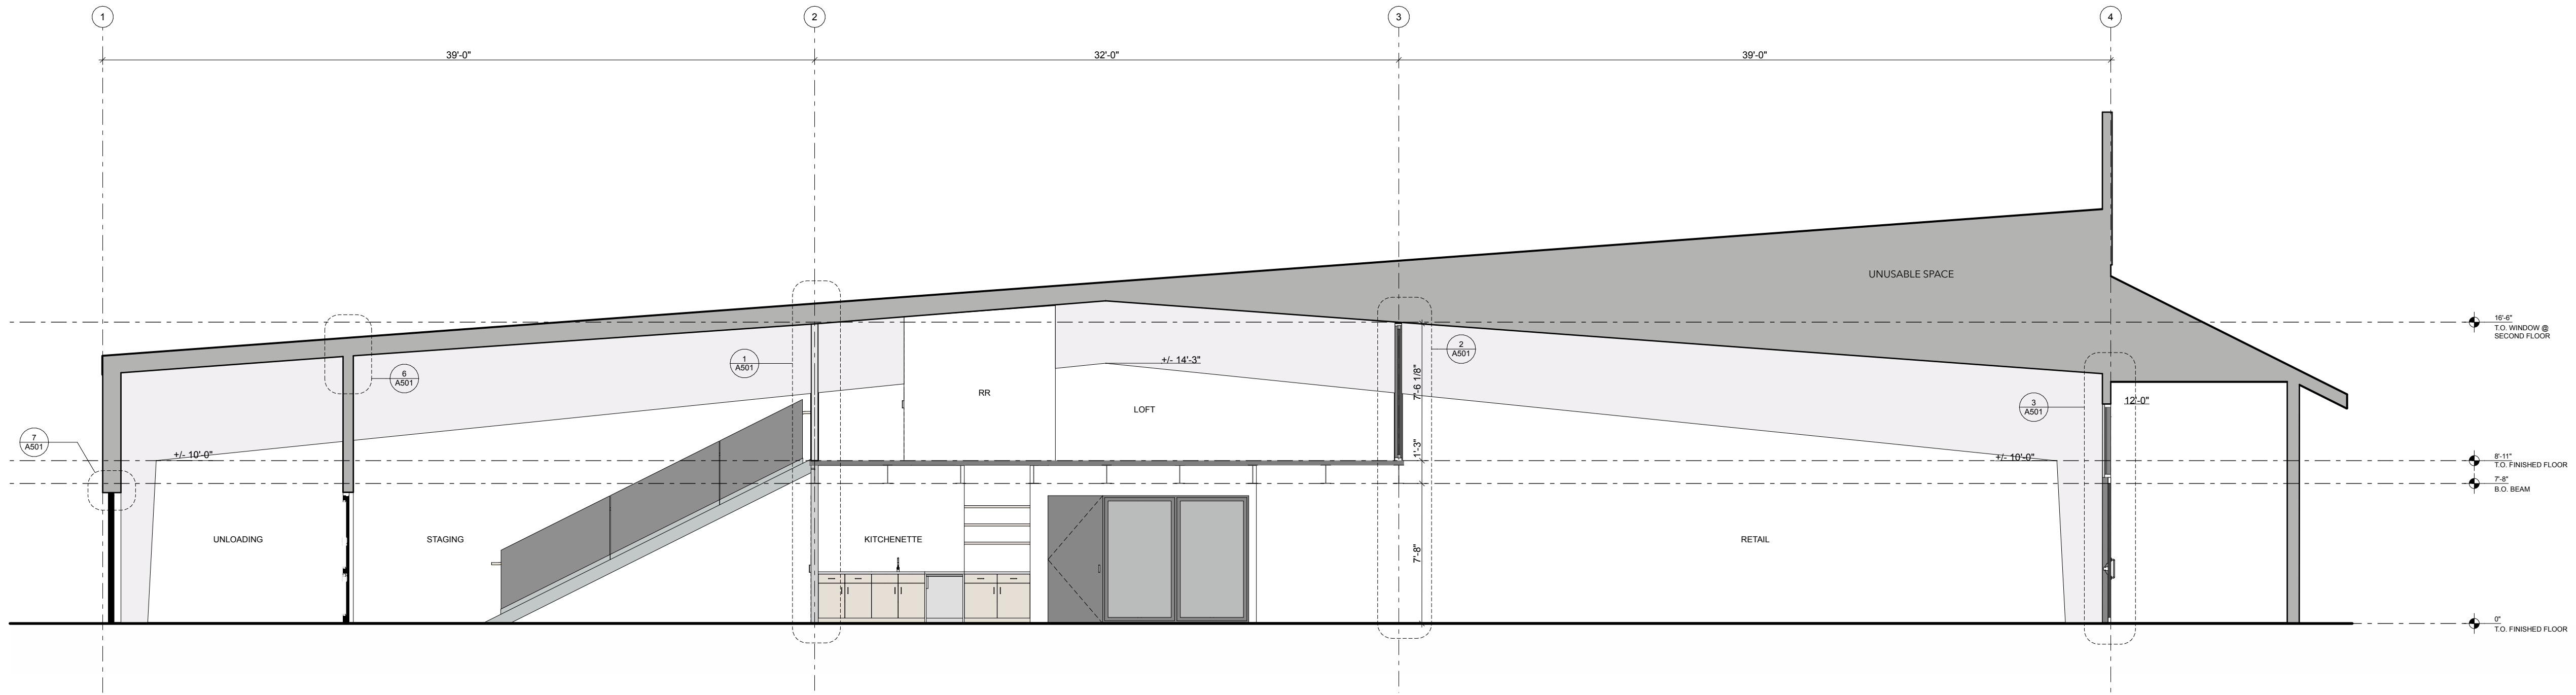 1
2
3
4
39'-0"
32'-0"
39'-0"
UNUSABLE SPACE
16'-6"
T.O. WINDOW @
SECOND FLOOR
1
A501
2
A501
6
A501
+/- 14'-3"
7'-6 1/8"
RR
LOFT
3
A501
12'-0"
7
A501
+/- 10'-0"
1'-3"
+/- 10'-0"
8'-11"
T.O. FINISHED FLOOR
7'-8"
B.O. BEAM
UNLOADING
STAGING
KITCHENETTE
7'-8"
RETAIL
0"
T.O. FINISHED FLOOR